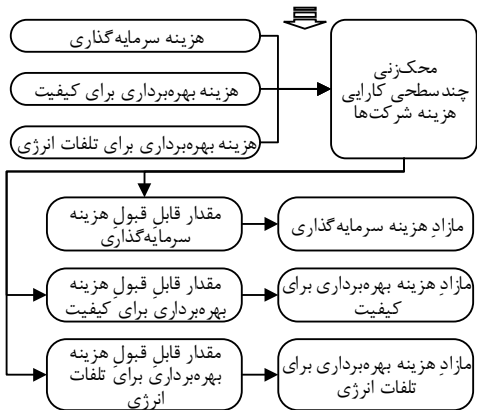 هزینه سرمایه‌گذاری
هزینه بهره‌برداری برای کیفیت
هزینه بهره‌برداری برای تلفات انرژی
محک‌زنی
چندسطحی کارایی
هزینه شرکت‌ها
مقدار قابلِ قبولِ هزینه
سرمایه‌گذاری
مازادِ هزینه سرمایه‌گذاری
مقدار قابلِ قبولِ هزینه
بهره‌برداری برای کیفیت
مازادِ هزینه بهره‌برداری برای
کیفیت
مقدار قابلِ قبولِ هزینه
بهره‌برداری برای تلفات
انرژی
مازادِ هزینه بهره‌برداری برای
تلفات انرژی